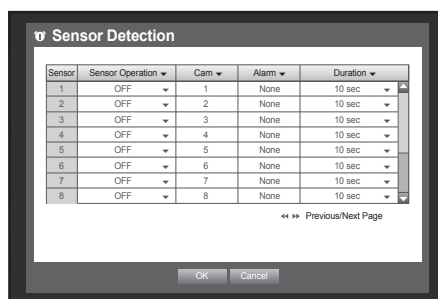 Sensor Detection
Sensor Sensor Operation Cam Alarm Duration
1 OFF 1 None 10 sec
2 OFF 2 None 10 sec
3 OFF 3 None 10 sec
4 OFF 4 None 10 sec
5 OFF 5 None 10 sec
6 OFF 6 None 10 sec
7 OFF 7 None 10 sec
8 OFF 8 None 10 sec
Previous/Next Page
OK Cancel